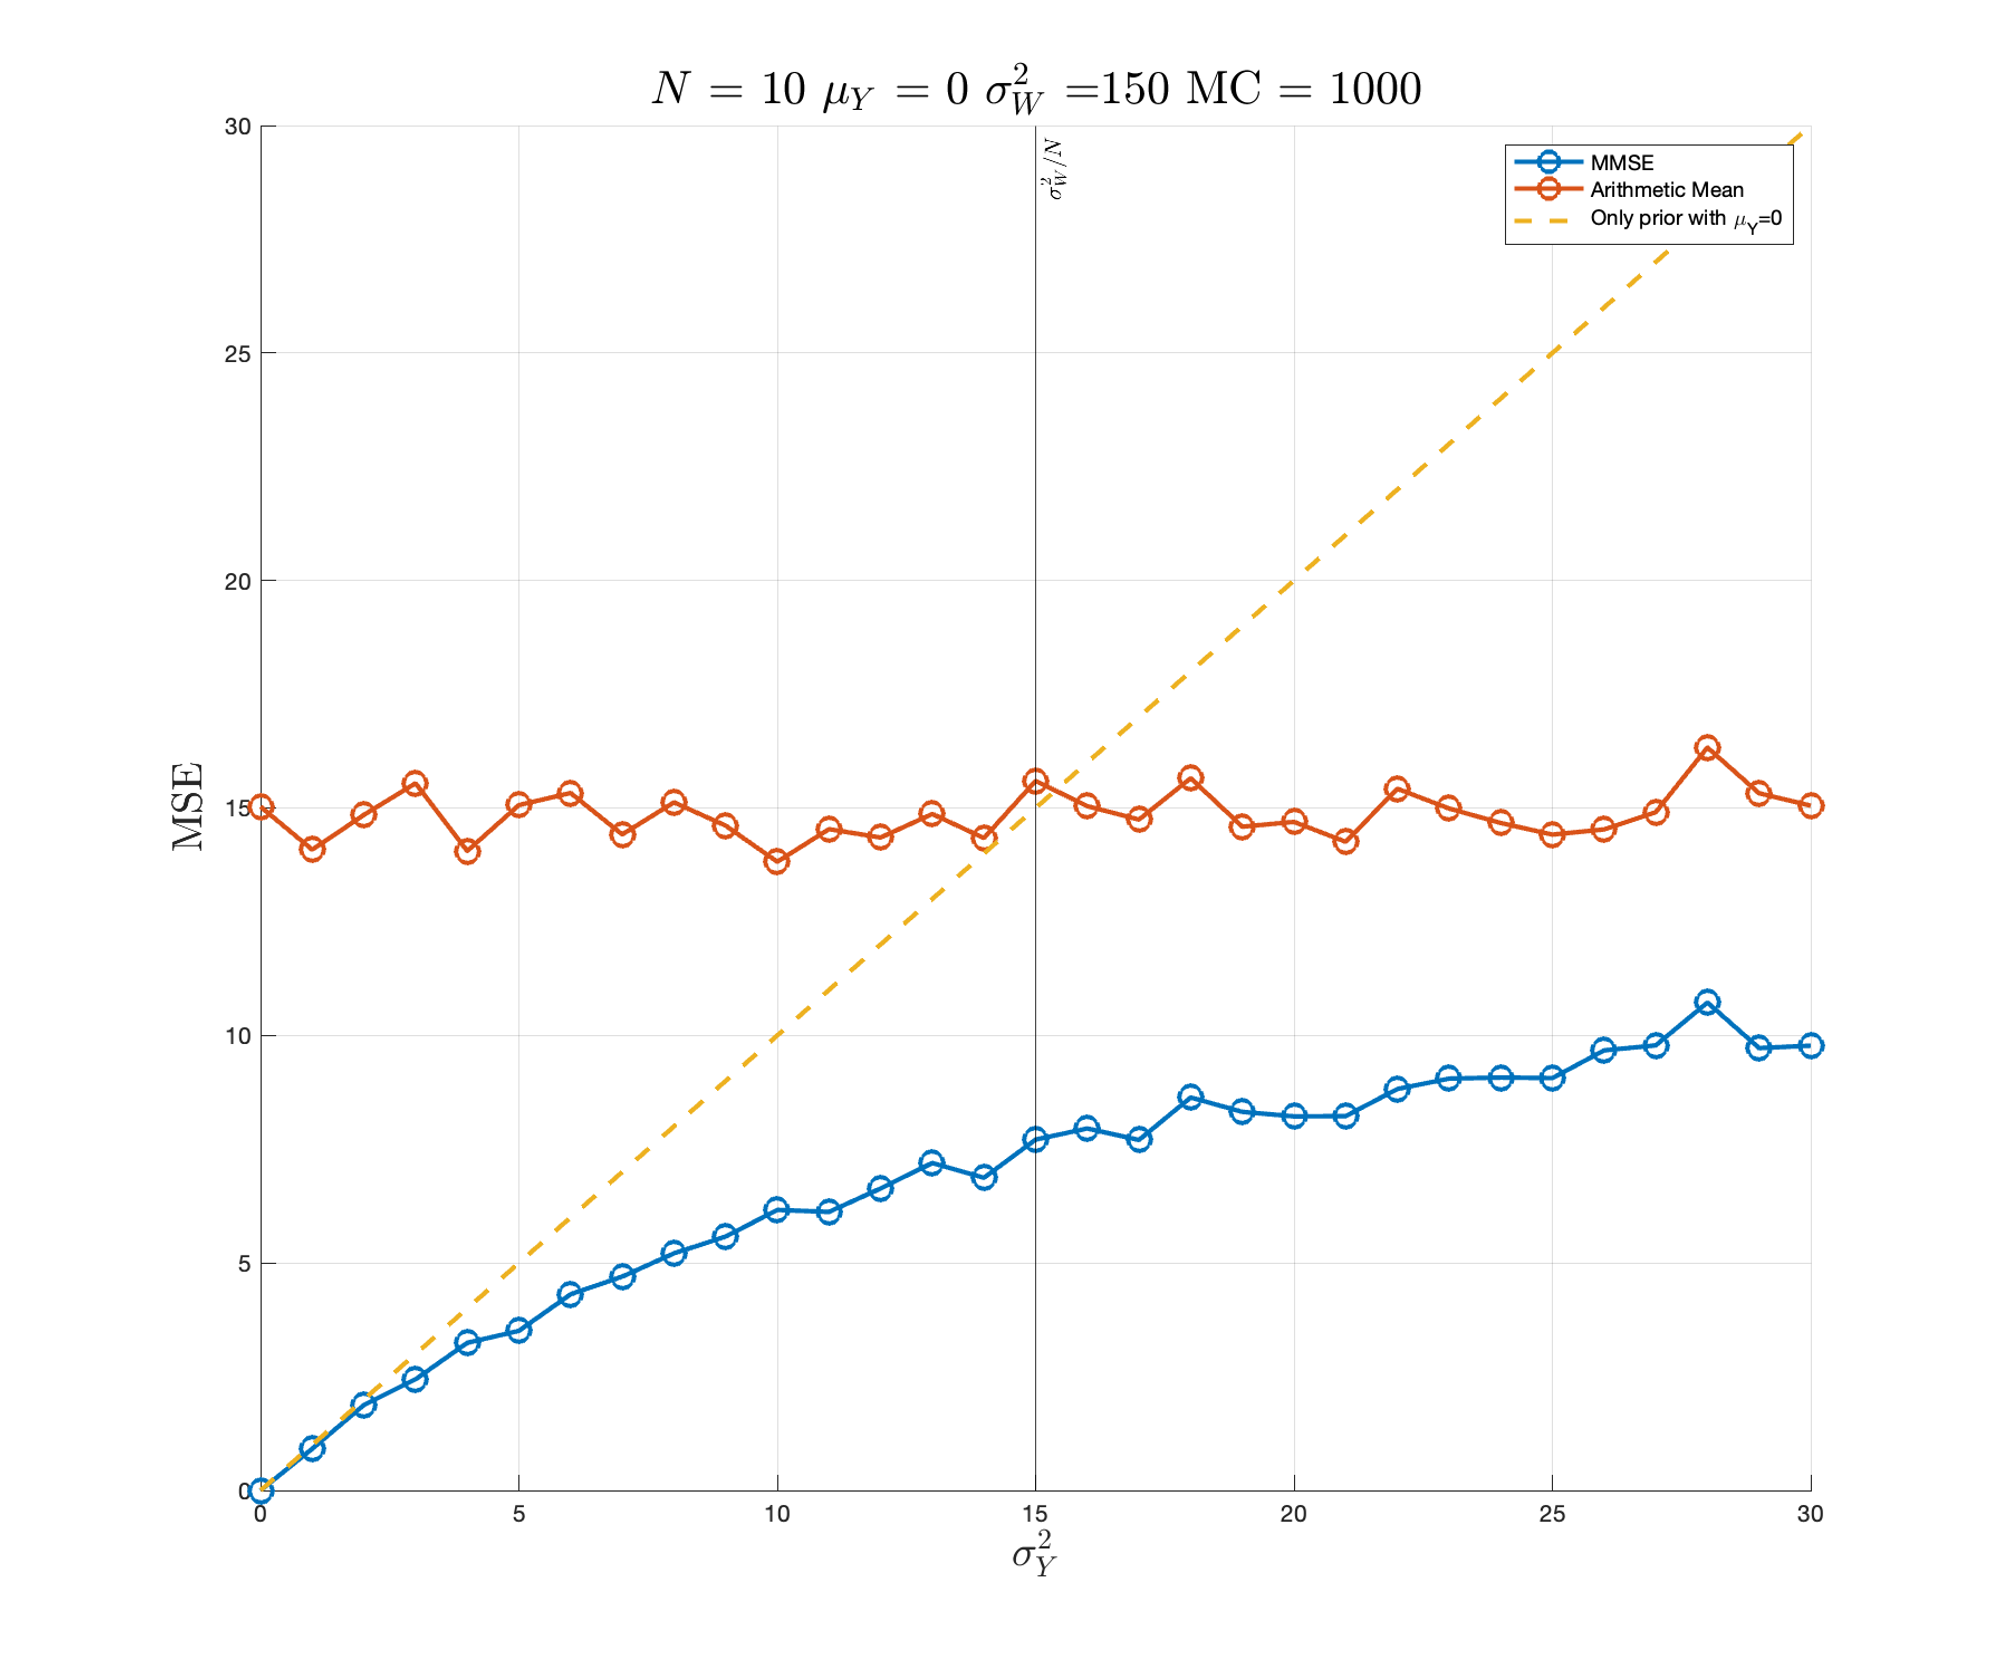 N = 10 μ_Y = 0 σ_W^2 =150 MC = 1000
σ_W^2/N
MMSE
Arithmetic Mean
Only prior with μ_Y=0
MSE
30
25
20
15
10
5
0
0 5 10 15 20 25 30
σ_Y^2